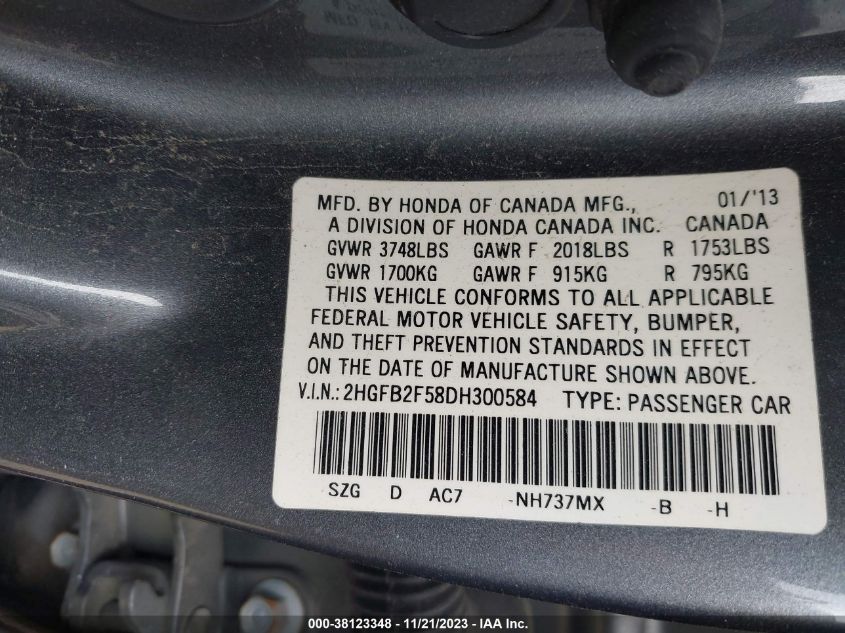 MFD. BY HONDA OF CANADA MFG., 01/'13
A DIVISION OF HONDA CANADA INC. CANADA
GVWR 3748LBS GAWR F 2018LBS R 1753LBS
GVWR 1700KG GAWR F 915KG R 795KG
THIS VEHICLE CONFORMS TO ALL APPLICABLE
FEDERAL MOTOR VEHICLE SAFETY, BUMPER,
AND THEFT PREVENTION STANDARDS IN EFFECT
ON THE DATE OF MANUFACTURE SHOWN ABOVE.
V.I.N.: 2HGFB2F58DH300584 TYPE: PASSENGER CAR
SZG D AC7 -NH737MX -B -H
000-38123348 - 11/21/2023 - IAA Inc.